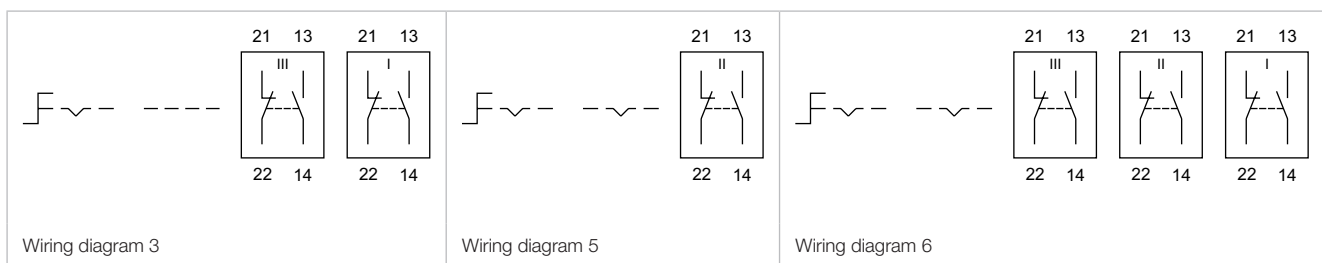 21 13 21 13
III I
22 14 22 14
Wiring diagram 3
21 13
II
22 14
Wiring diagram 5
21 13 21 13 21 13
III II I
22 14 22 14 22 14
Wiring diagram 6